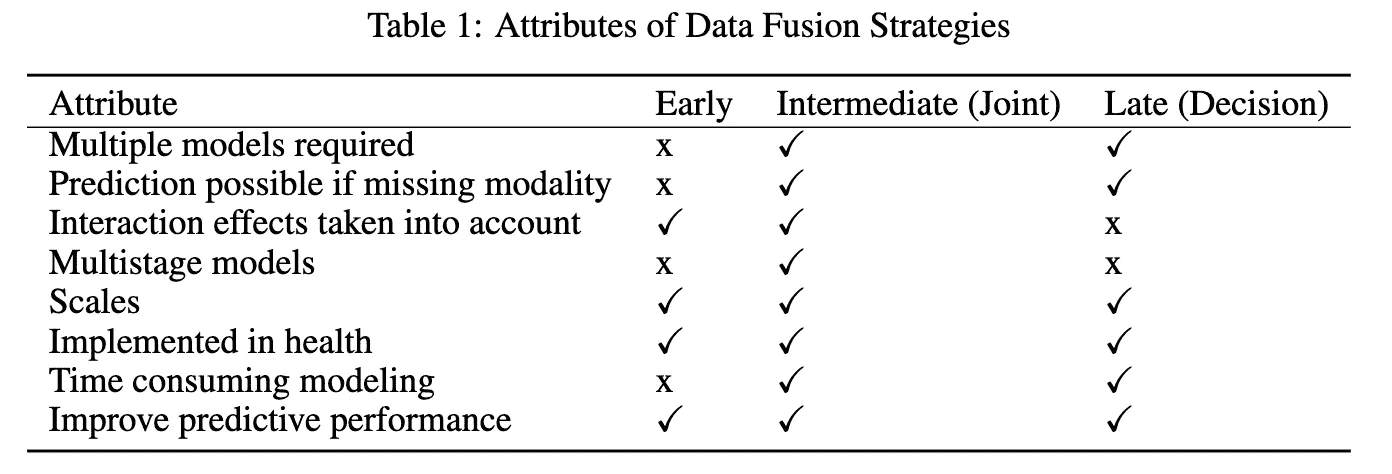 Table 1: Attributes of Data Fusion Strategies
Attribute Early Intermediate (Joint) Late (Decision)
Multiple models required x ✓ ✓
Prediction possible if missing modality x ✓ ✓
Interaction effects taken into account ✓ ✓ x
Multistage models x ✓ x
Scales ✓ ✓ ✓
Implemented in health ✓ ✓ ✓
Time consuming modeling x ✓ ✓
Improve predictive performance ✓ ✓ ✓